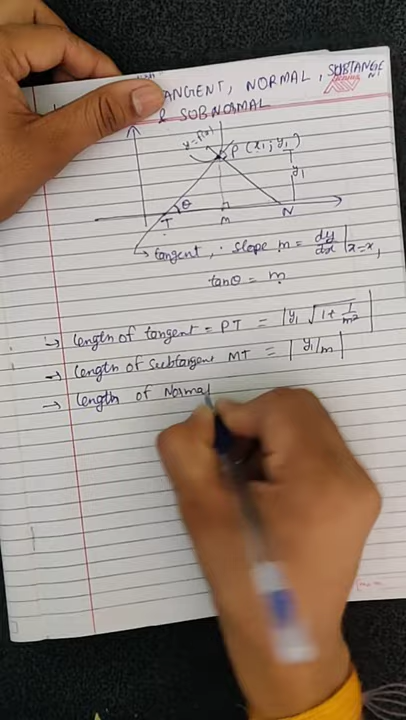 TANGENT, NORMAL, SUBTANGENT
& SUBNORMAL
y=f(x)
P(x₁, y₁)
y₁
θ
T
M
N
→ tangent, slope m = dy/dx |x=x₁
tanθ = m
→ length of tangent = PT = |y₁ √(1 + 1/m²)|
→ length of subtangent MT = |y₁/m|
→ length of Normal